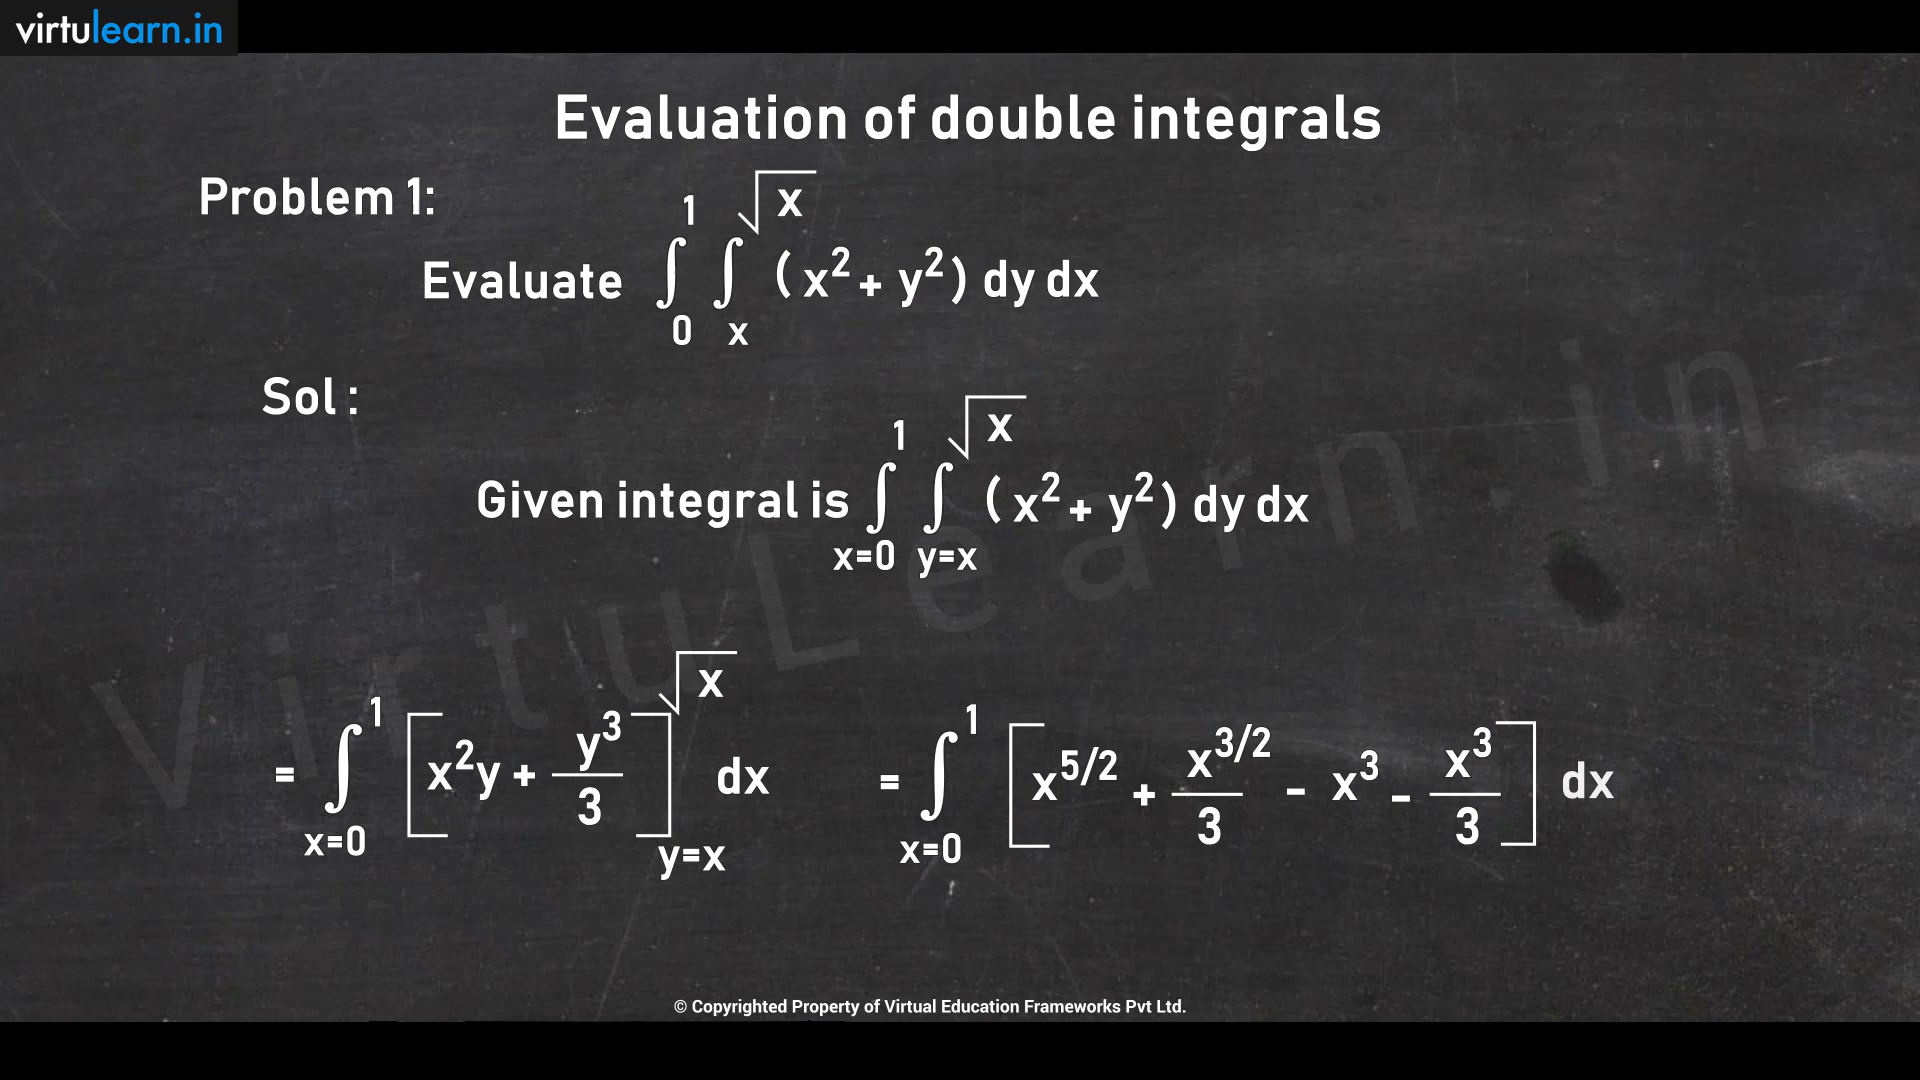 virtulearn.in
Evaluation of double integrals
Problem 1:
Evaluate ∫₀¹ ∫ₓ^√x ( x² + y² ) dy dx
Sol :
Given integral is ∫_{x=0}^{1} ∫_{y=x}^{√x} ( x² + y² ) dy dx
= ∫_{x=0}^{1} [ x²y + y³/3 ]_{y=x}^{√x} dx = ∫_{x=0}^{1} [ x^{5/2} + x^{3/2}/3 - x³ - x³/3 ] dx
VirtuLearn.in
© Copyrighted Property of Virtual Education Frameworks Pvt Ltd.